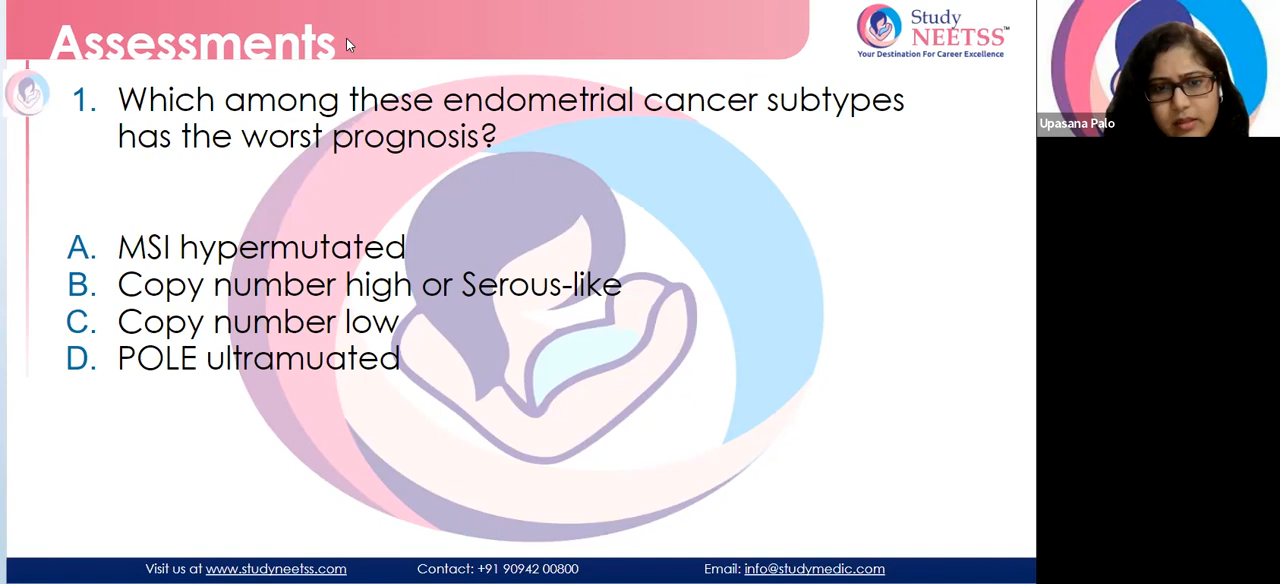 Assessments
Study
NEETSS™
Your Destination For Career Excellence
Upasana Palo
1. Which among these endometrial cancer subtypes
has the worst prognosis?
A. MSI hypermutated
B. Copy number high or Serous-like
C. Copy number low
D. POLE ultramuated
Visit us at www.studyneetss.com Contact: +91 90942 00800 Email: info@studymedic.com